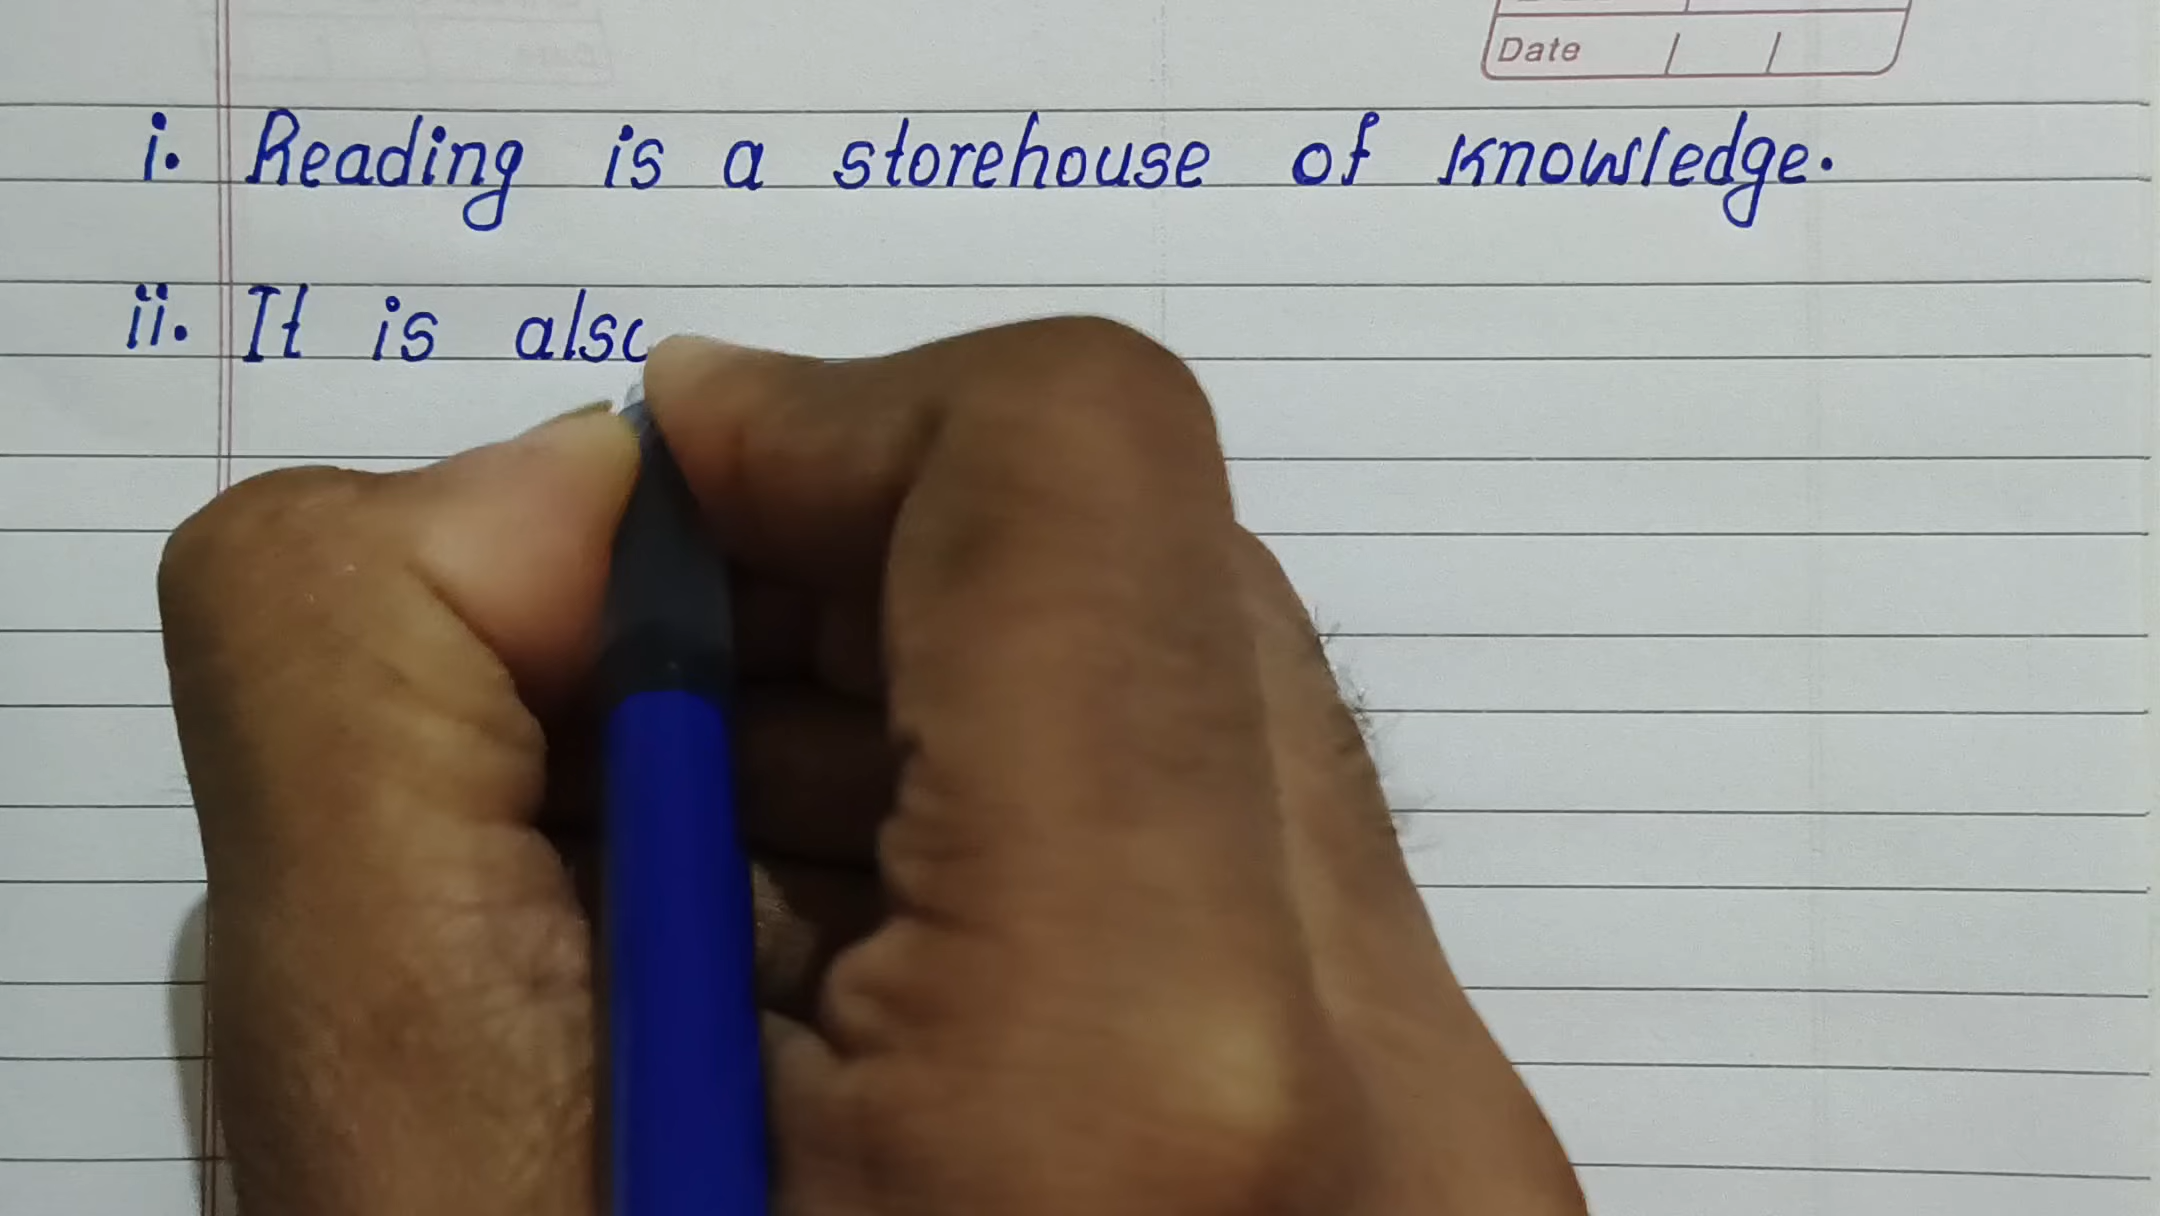 Date / /
i. Reading is a storehouse of knowledge.
ii. It is also